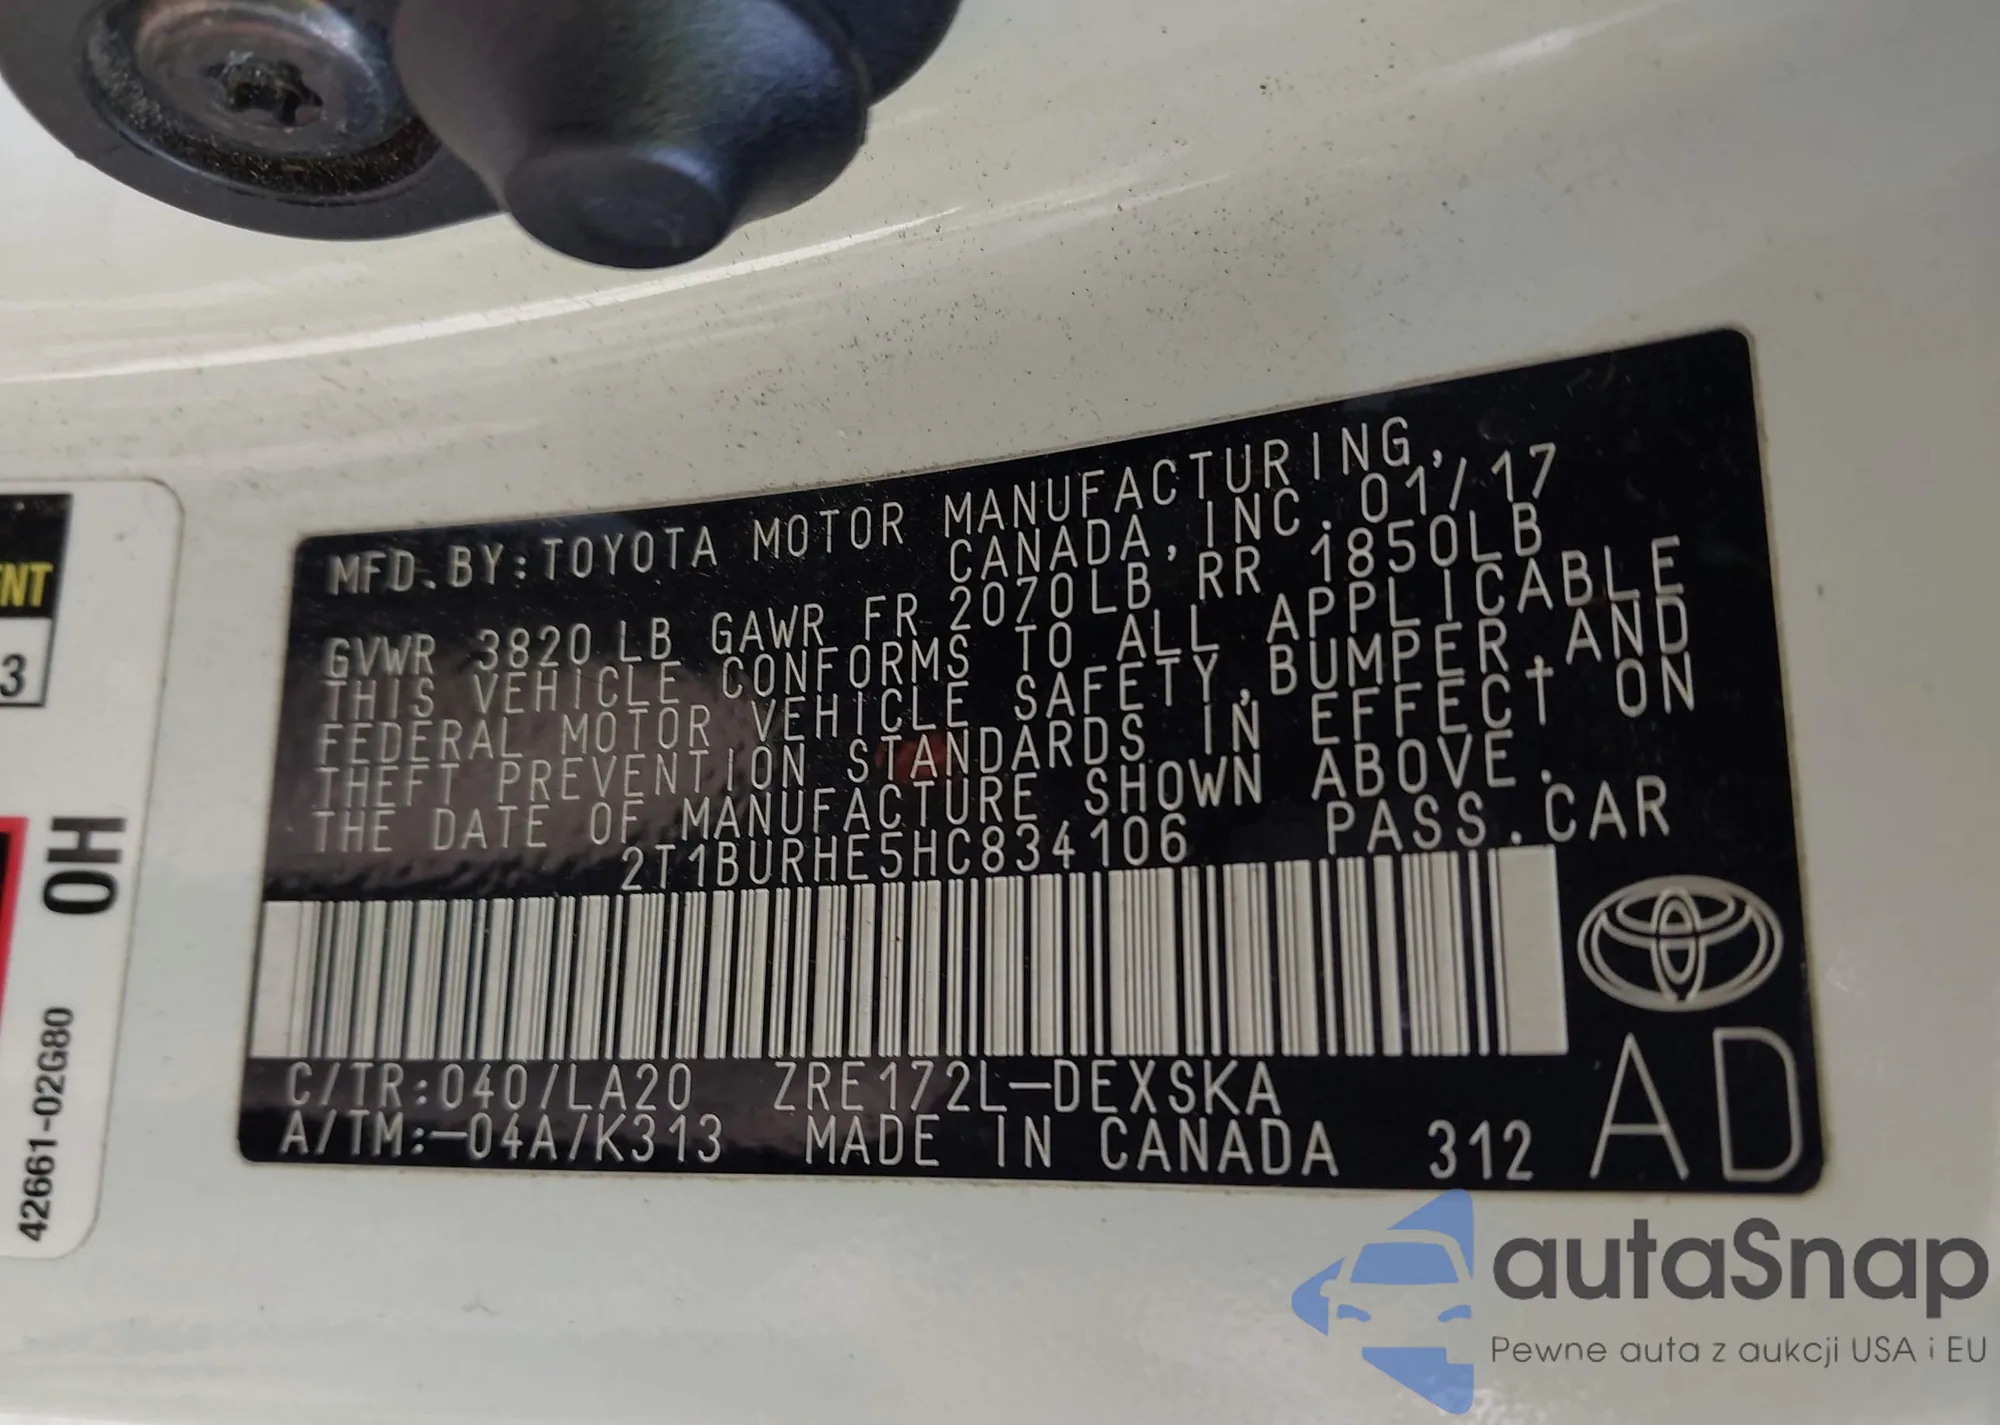 MFD.BY:TOYOTA MOTOR MANUFACTURING,
CANADA,INC.01/17
GVWR 3820LB GAWR FR 2070LB RR 1850LB
THIS VEHICLE CONFORMS TO ALL APPLICABLE
FEDERAL MOTOR VEHICLE SAFETY,BUMPER,AND
THEFT PREVENTION STANDARDS IN EFFECT ON
THE DATE OF MANUFACTURE SHOWN ABOVE.
2T1BURHE5HC834106 PASS.CAR
C/TR:040/LA20 ZRE172L-DEXSKA
A/TM:-04A/K313 MADE IN CANADA 312
AD
3
0H
42661-02G80
autaSnap
Pewne auta z aukcji USA i EU